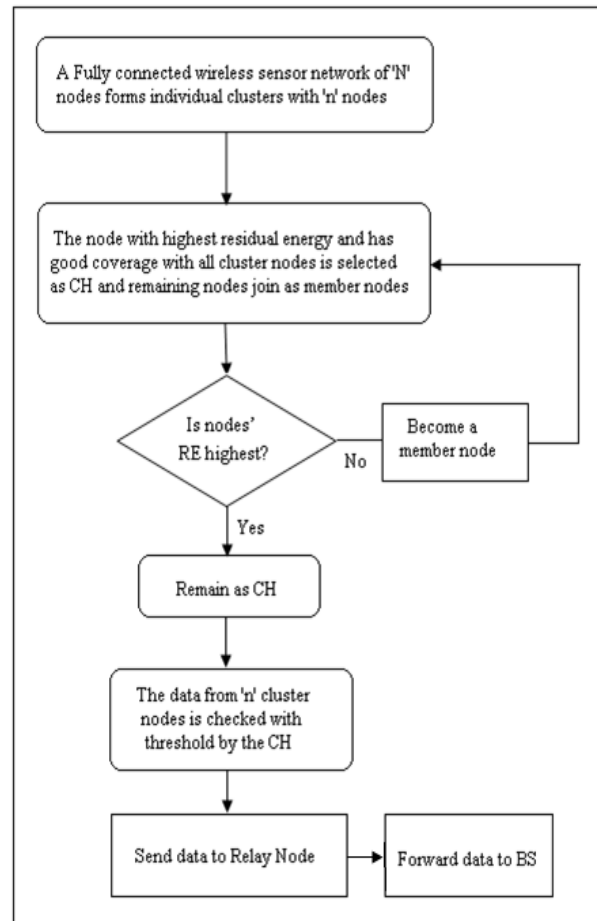 A Fully connected wireless sensor network of 'N'
nodes forms individual clusters with 'n' nodes
The node with highest residual energy and has
good coverage with all cluster nodes is selected
as CH and remaining nodes join as member nodes
Is nodes'
RE highest?
No
Become a
member node
Yes
Remain as CH
The data from 'n' cluster
nodes is checked with
threshold by the CH
Send data to Relay Node
Forward data to BS